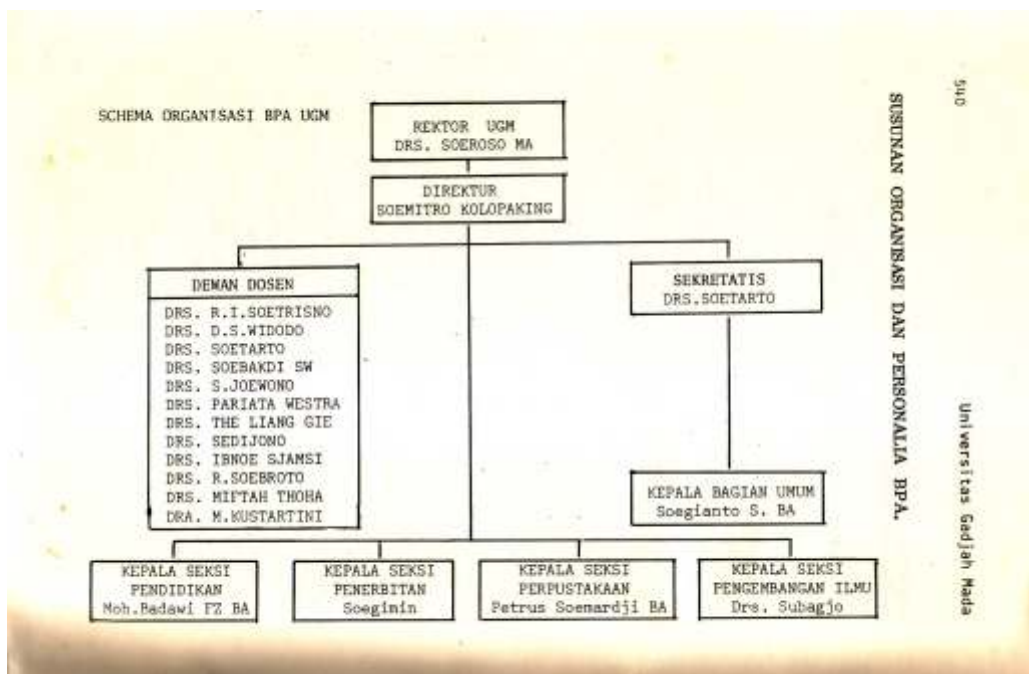 SCHEMA ORGANISASI BPA UGM
REKTOR UGM
DRS. SOEROSO MA
DIREKTUR
SOEMITRO KOLOPAKING
DEWAN DOSEN
DRS. R.I.SOETRISNO
DRS. D.S.WIDODO
DRS. SOETARTO
DRS. SOEBAKDI SW
DRS. S.JOEWONO
DRS. PARIATA WESTRA
DRS. THE LIANG GIE
DRS. SEDIJONO
DRS. IBNOE SJAMSI
DRS. R.SOEBROTO
DRS. MIFTAH THOHA
DRA. M.KUSTARTINI
SEKRETATIS
DRS.SOETARTO
KEPALA BAGIAN UMUM
Soegianto S. BA
KEPALA SEKSI
PENDIDIKAN
Moh.Badawi FZ BA
KEPALA SEKSI
PENERBITAN
Soegimin
KEPALA SEKSI
PERPUSTAKAAN
Petrus Soemardji BA
KEPALA SEKSI
PENGEMBANGAN ILMU
Drs. Subagjo
SUSUNAN ORGANISASI DAN PERSONALIA BPA.
540
Universitas Gadjah Mada